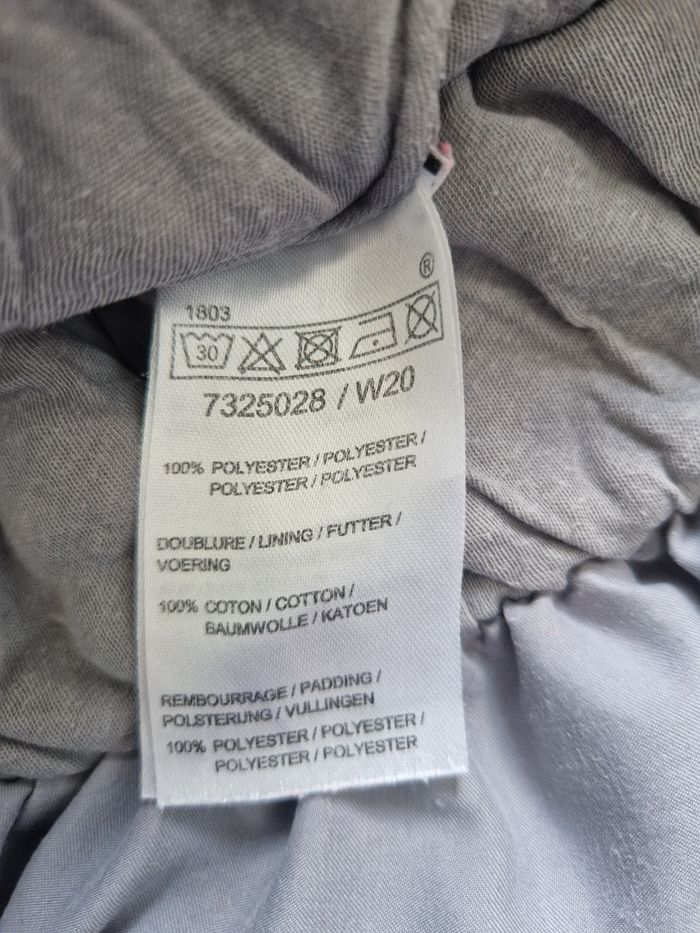 ®
1803
30
7325028 / W20
100% POLYESTER / POLYESTER /
POLYESTER / POLYESTER
DOUBLURE / LINING / FUTTER /
VOERING
100% COTON / COTTON /
BAUMWOLLE / KATOEN
REMBOURRAGE / PADDING /
POLSTERUNG / VULLINGEN
100% POLYESTER / POLYESTER /
POLYESTER / POLYESTER